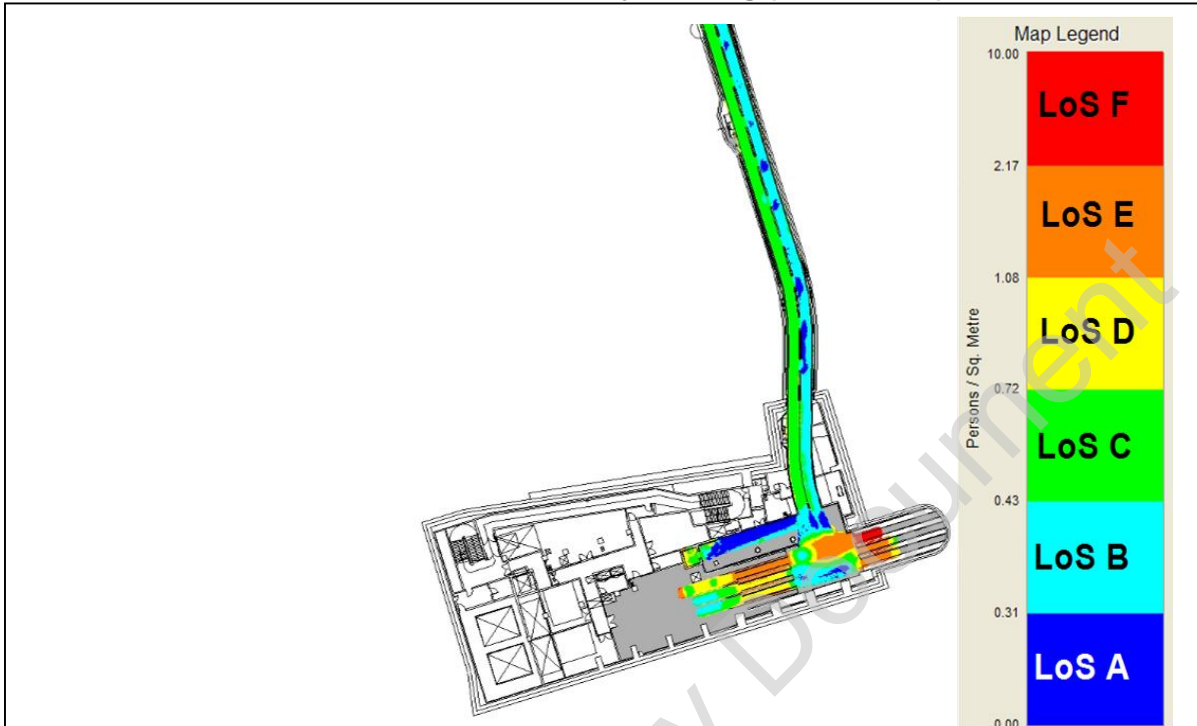 Map Legend
10.00
LoS F
2.17
LoS E
1.08
LoS D
0.72
LoS C
0.43
LoS B
0.31
LoS A
0.00
Persons / Sq. Metre